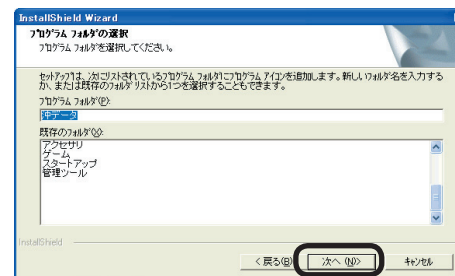 InstallShield Wizard
プログラム フォルダの選択
プログラム フォルダを選択してください。
セットアップは、次にリストされているプログラム フォルダにプログラム アイコンを追加します。新しいフォルダ名を入力する
か、または既存のフォルダ リストから1つを選択することもできます。
プログラム フォルダ(P):
沖データ
既存のフォルダ(X):
アクセサリ
ゲーム
スタートアップ
管理ツール
InstallShield
< 戻る(B)
次へ (N)>
キャンセル